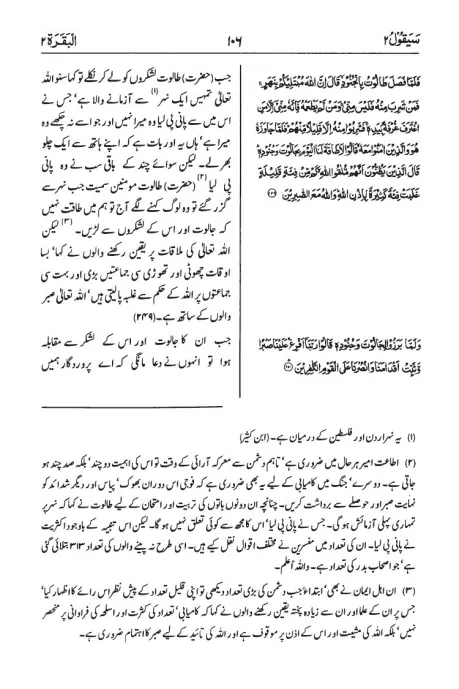 سَيَقُولُ ٢
١٠٦
البَقَرَة ٢
فَلَمَّا فَصَلَ طَالُوتُ بِالْجُنُودِ قَالَ إِنَّ اللَّهَ مُبْتَلِيكُمْ بِنَهَرٍ
فَمَنْ شَرِبَ مِنْهُ فَلَيْسَ مِنِّي وَمَنْ لَمْ يَطْعَمْهُ فَإِنَّهُ مِنِّي إِلَّا مَنِ
اغْتَرَفَ غُرْفَةً بِيَدِهِ فَشَرِبُوا مِنْهُ إِلَّا قَلِيلًا مِنْهُمْ فَلَمَّا جَاوَزَهُ
هُوَ وَالَّذِينَ آمَنُوا مَعَهُ قَالُوا لَا طَاقَةَ لَنَا الْيَوْمَ بِجَالُوتَ وَجُنُودِهِ
قَالَ الَّذِينَ يَظُنُّونَ أَنَّهُمْ مُلَاقُو اللَّهِ كَمْ مِنْ فِئَةٍ قَلِيلَةٍ
غَلَبَتْ فِئَةً كَثِيرَةً بِإِذْنِ اللَّهِ وَاللَّهُ مَعَ الصَّابِرِينَ
وَلَمَّا بَرَزُوا لِجَالُوتَ وَجُنُودِهِ قَالُوا رَبَّنَا أَفْرِغْ عَلَيْنَا صَبْرًا
وَثَبِّتْ أَقْدَامَنَا وَانْصُرْنَا عَلَى الْقَوْمِ الْكَافِرِينَ
جب (حضرت) طالوت لشکروں کو لے کر نکلے تو کہا سنو اللہ
تعالیٰ تمہیں ایک نہر (۱) سے آزمانے والا ہے' جس نے
اس میں سے پانی پی لیا وہ میرا نہیں اور جو اسے نہ چکھے وہ
میرا ہے' ہاں یہ اور بات ہے کہ اپنے ہاتھ سے ایک چلو
بھر لے۔ لیکن سوائے چند کے باقی سب نے وہ پانی
پی لیا (۲) (حضرت) طالوت مومنین سمیت جب نہر سے
گزر گئے تو وہ لوگ کہنے لگے آج تو ہم میں طاقت نہیں
کہ جالوت اور اس کے لشکروں سے لڑیں۔ (۳) لیکن
اللہ تعالیٰ کی ملاقات پر یقین رکھنے والوں نے کہا' بسا
اوقات چھوٹی اور تھوڑی سی جماعتیں بڑی اور بہت سی
جماعتوں پر اللہ کے حکم سے غلبہ پالیتی ہیں' اللہ تعالیٰ صبر
والوں کے ساتھ ہے۔ (۲۴۹)
جب ان کا جالوت اور اس کے لشکر سے مقابلہ
ہوا تو انہوں نے دعا مانگی کہ اے پروردگار ہمیں
(۱) یہ نہر اردن اور فلسطین کے درمیان ہے۔ (ابن کثیر)
(۲) اطاعت امیر ہر حال میں ضروری ہے' تاہم دشمن سے معرکہ آرائی کے وقت تو اس کی اہمیت دو چند' بلکہ صد چند ہو
جاتی ہے۔ دوسرے' جنگ میں کامیابی کے لیے یہ بھی ضروری ہے کہ فوجی اس دوران بھوک' پیاس اور دیگر شدائد کو
نہایت صبر اور حوصلے سے برداشت کریں۔ چنانچہ ان دونوں باتوں کی تربیت اور امتحان کے لیے طالوت نے کہا کہ نہر پر
تمہاری پہلی آزمائش ہو گی۔ جس نے پانی پی لیا' اس کا مجھ سے کوئی تعلق نہیں ہو گا۔ لیکن اس تنبیہ کے باوجود اکثریت
نے پانی پی لیا۔ ان کی تعداد میں مفسرین نے مختلف اقوال نقل کیے ہیں۔ اسی طرح نہ پینے والوں کی تعداد ۳۱۳ بتلائی گئی
ہے' جو اصحاب بدر کی تعداد ہے۔ واللہ أعلم۔
(۳) ان اہل ایمان نے بھی' ابتداءً جب دشمن کی بڑی تعداد دیکھی تو اپنی قلیل تعداد کے پیش نظر اس رائے کا اظہار کیا'
جس پر ان کے علما اور ان سے زیادہ پختہ یقین رکھنے والوں نے کہا کہ کامیابی' تعداد کی کثرت اور اسلحہ کی فراوانی پر منحصر
نہیں' بلکہ اللہ کی مشیت اور اس کے اذن پر موقوف ہے اور اللہ کی تائید کے لیے صبر کا اہتمام ضروری ہے۔